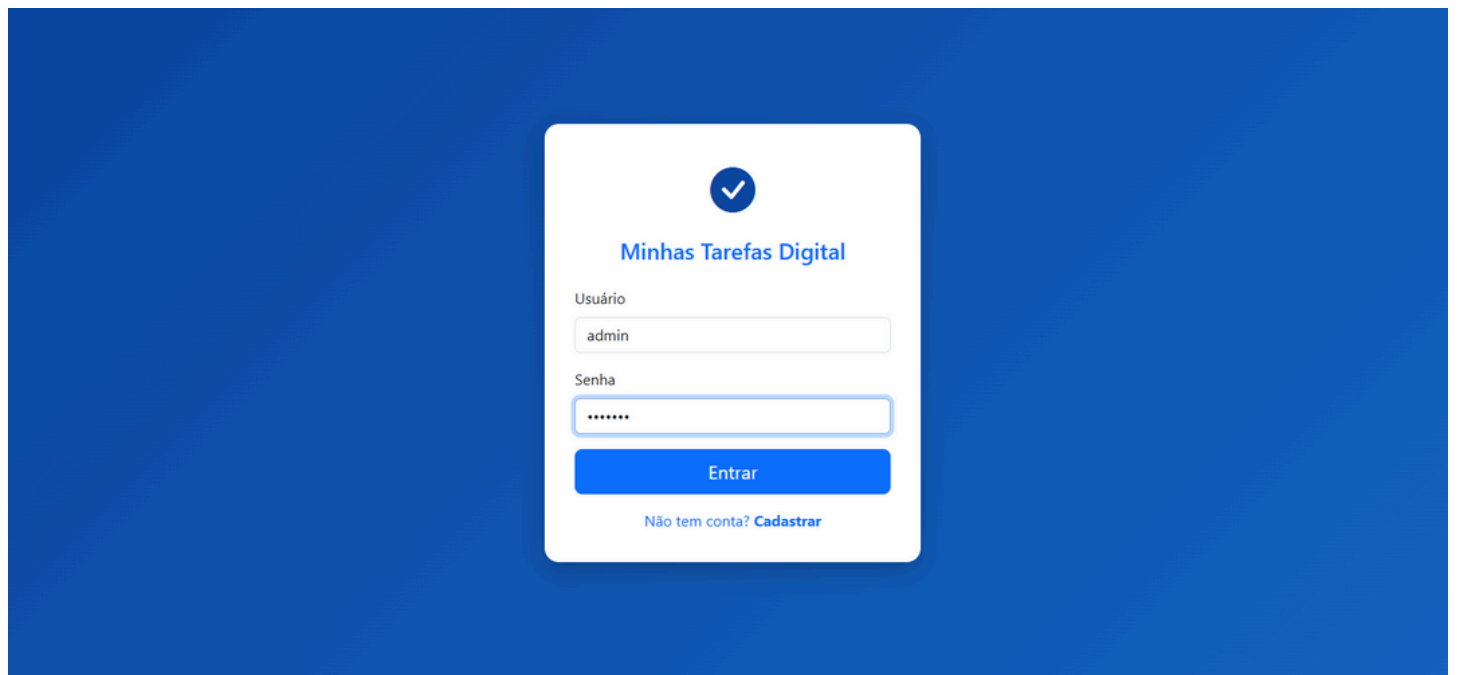 Minhas Tarefas Digital
Usuário
admin
Senha
•••••••
Entrar
Não tem conta? Cadastrar